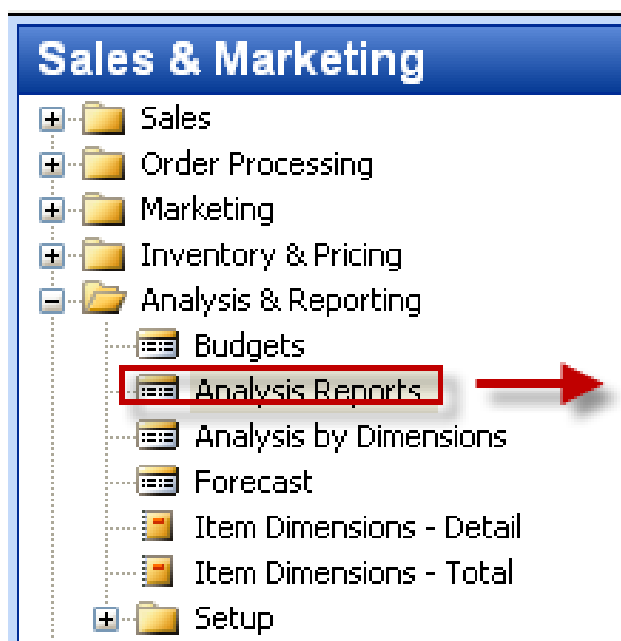 Sales & Marketing
Sales
Order Processing
Marketing
Inventory & Pricing
Analysis & Reporting
Budgets
Analysis Reports
Analysis by Dimensions
Forecast
Item Dimensions - Detail
Item Dimensions - Total
Setup